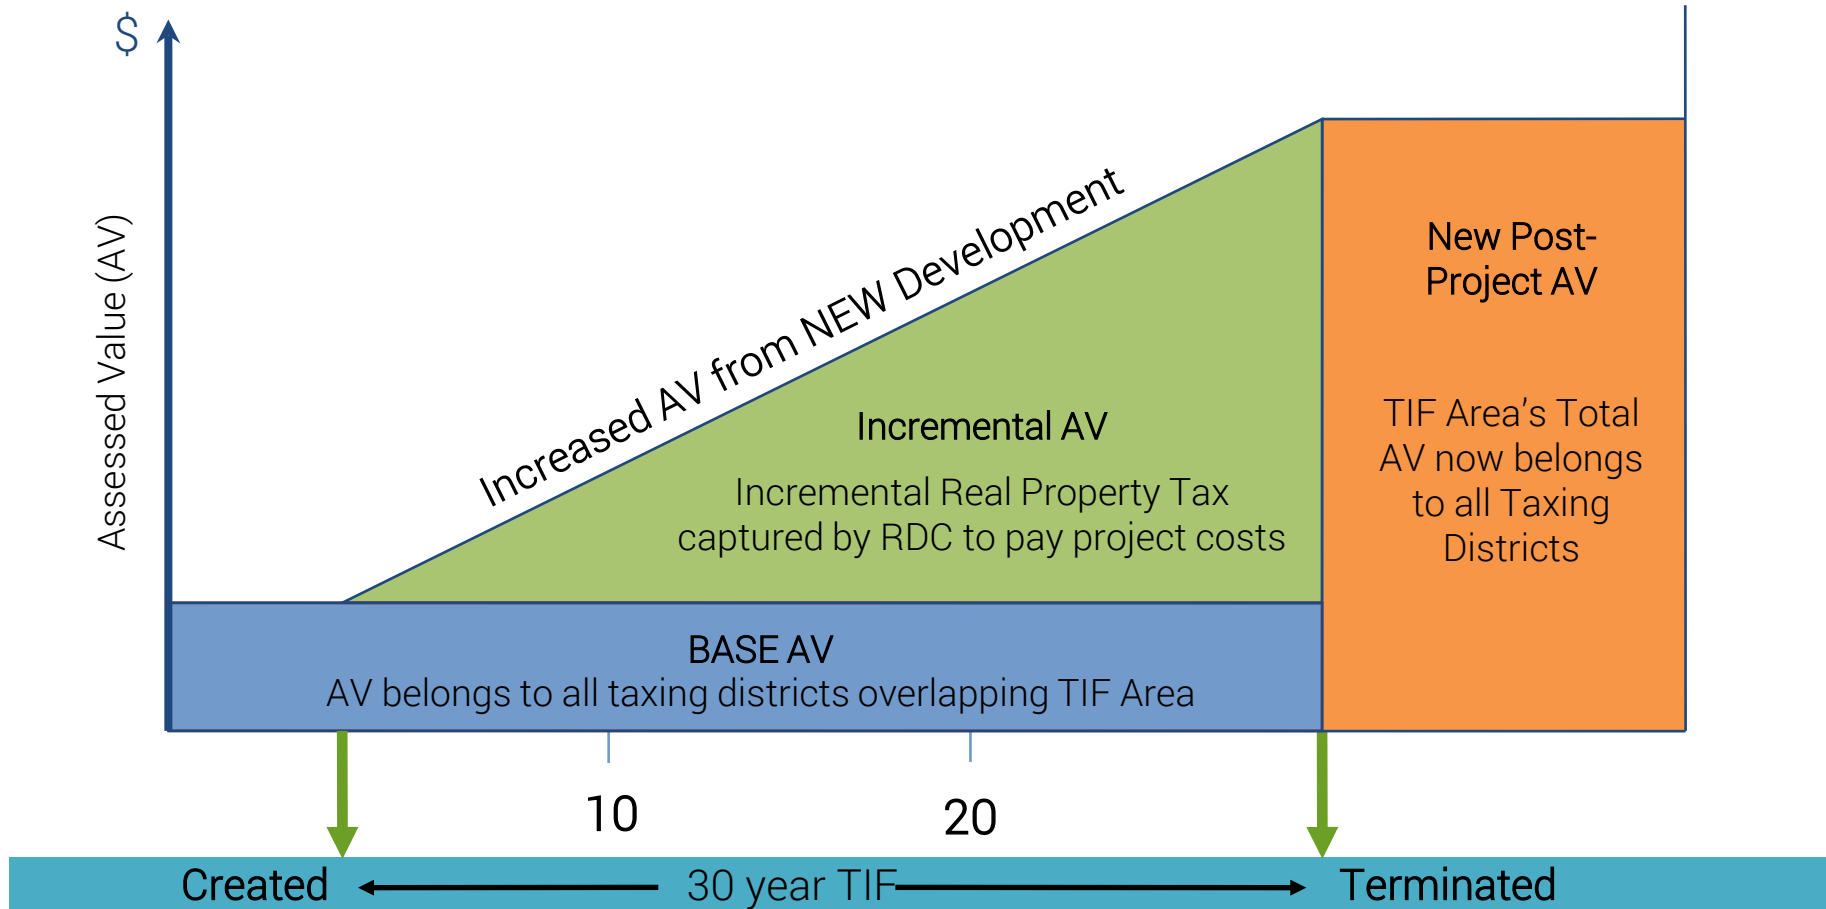 $
Assessed Value (AV)
Increased AV from NEW Development
New Post-
Project AV
Incremental AV
Incremental Real Property Tax
captured by RDC to pay project costs
TIF Area's Total
AV now belongs
to all Taxing
Districts
BASE AV
AV belongs to all taxing districts overlapping TIF Area
10
20
Created
30 year TIF
Terminated